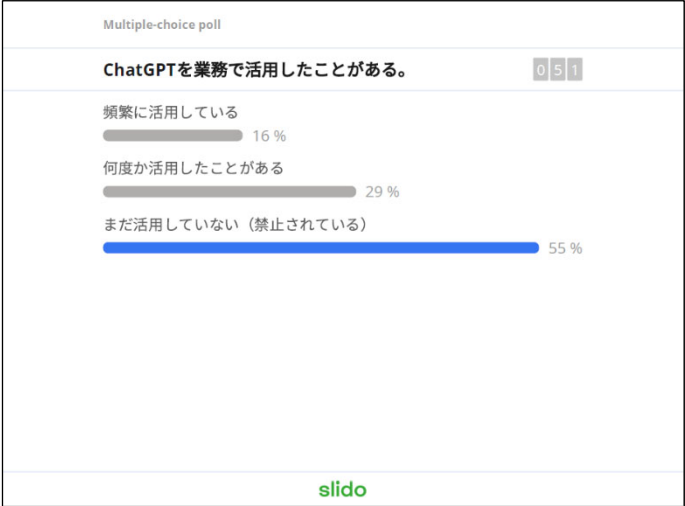 Multiple-choice poll
ChatGPTを業務で活用したことがある。 051
頻繁に活用している
16 %
何度か活用したことがある
29 %
まだ活用していない（禁止されている）
55 %
slido